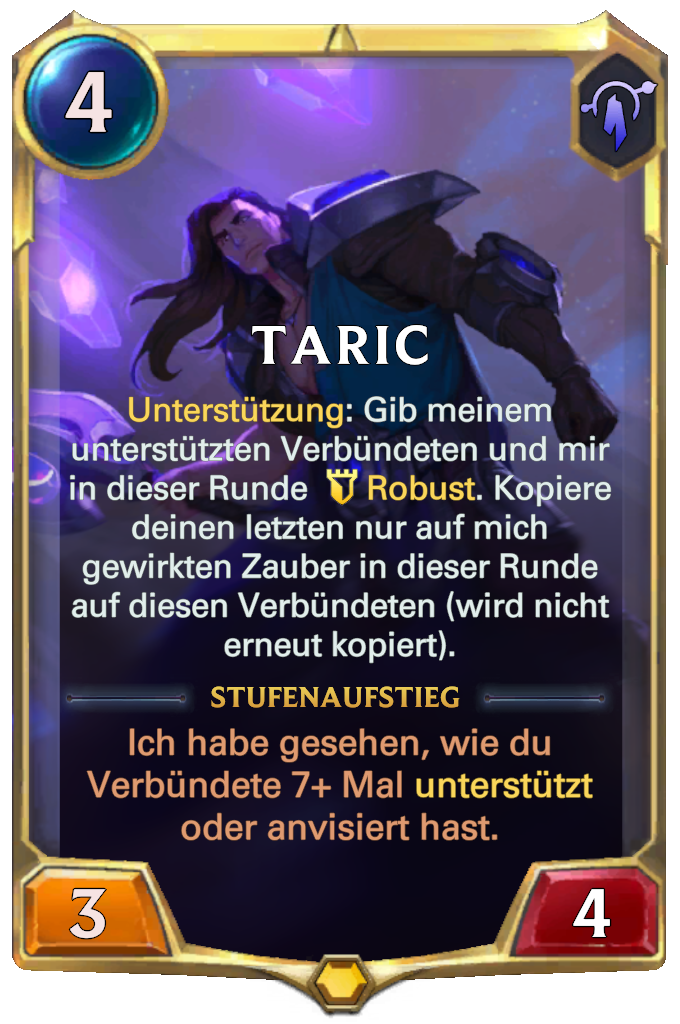 4
TARIC
Unterstützung: Gib meinem
unterstützten Verbündeten und mir
in dieser Runde Robust. Kopiere
deinen letzten nur auf mich
gewirkten Zauber in dieser Runde
auf diesen Verbündeten (wird nicht
erneut kopiert).
STUFENAUFSTIEG
Ich habe gesehen, wie du
Verbündete 7+ Mal unterstützt
oder anvisiert hast.
3 4